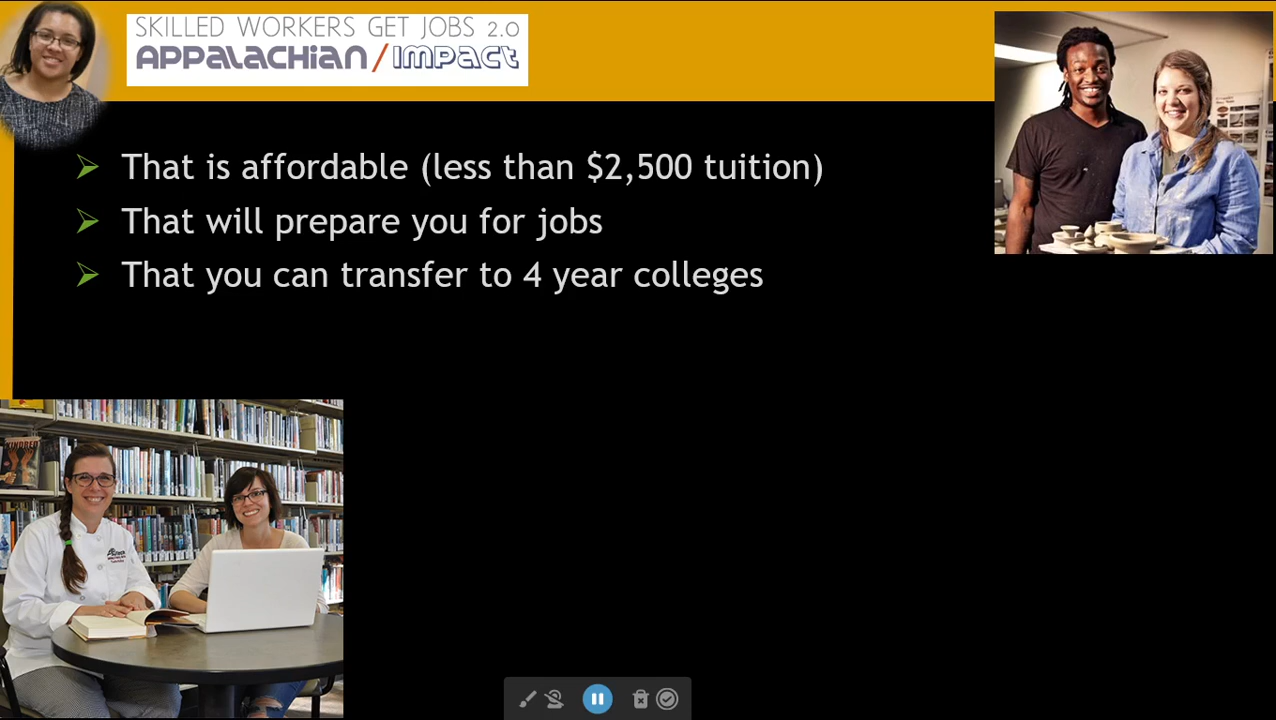 SKILLED WORKERS GET JOBS 2.0
APPALACHIAN/IMPACT
That is affordable (less than $2,500 tuition)
That will prepare you for jobs
That you can transfer to 4 year colleges
KINDRED